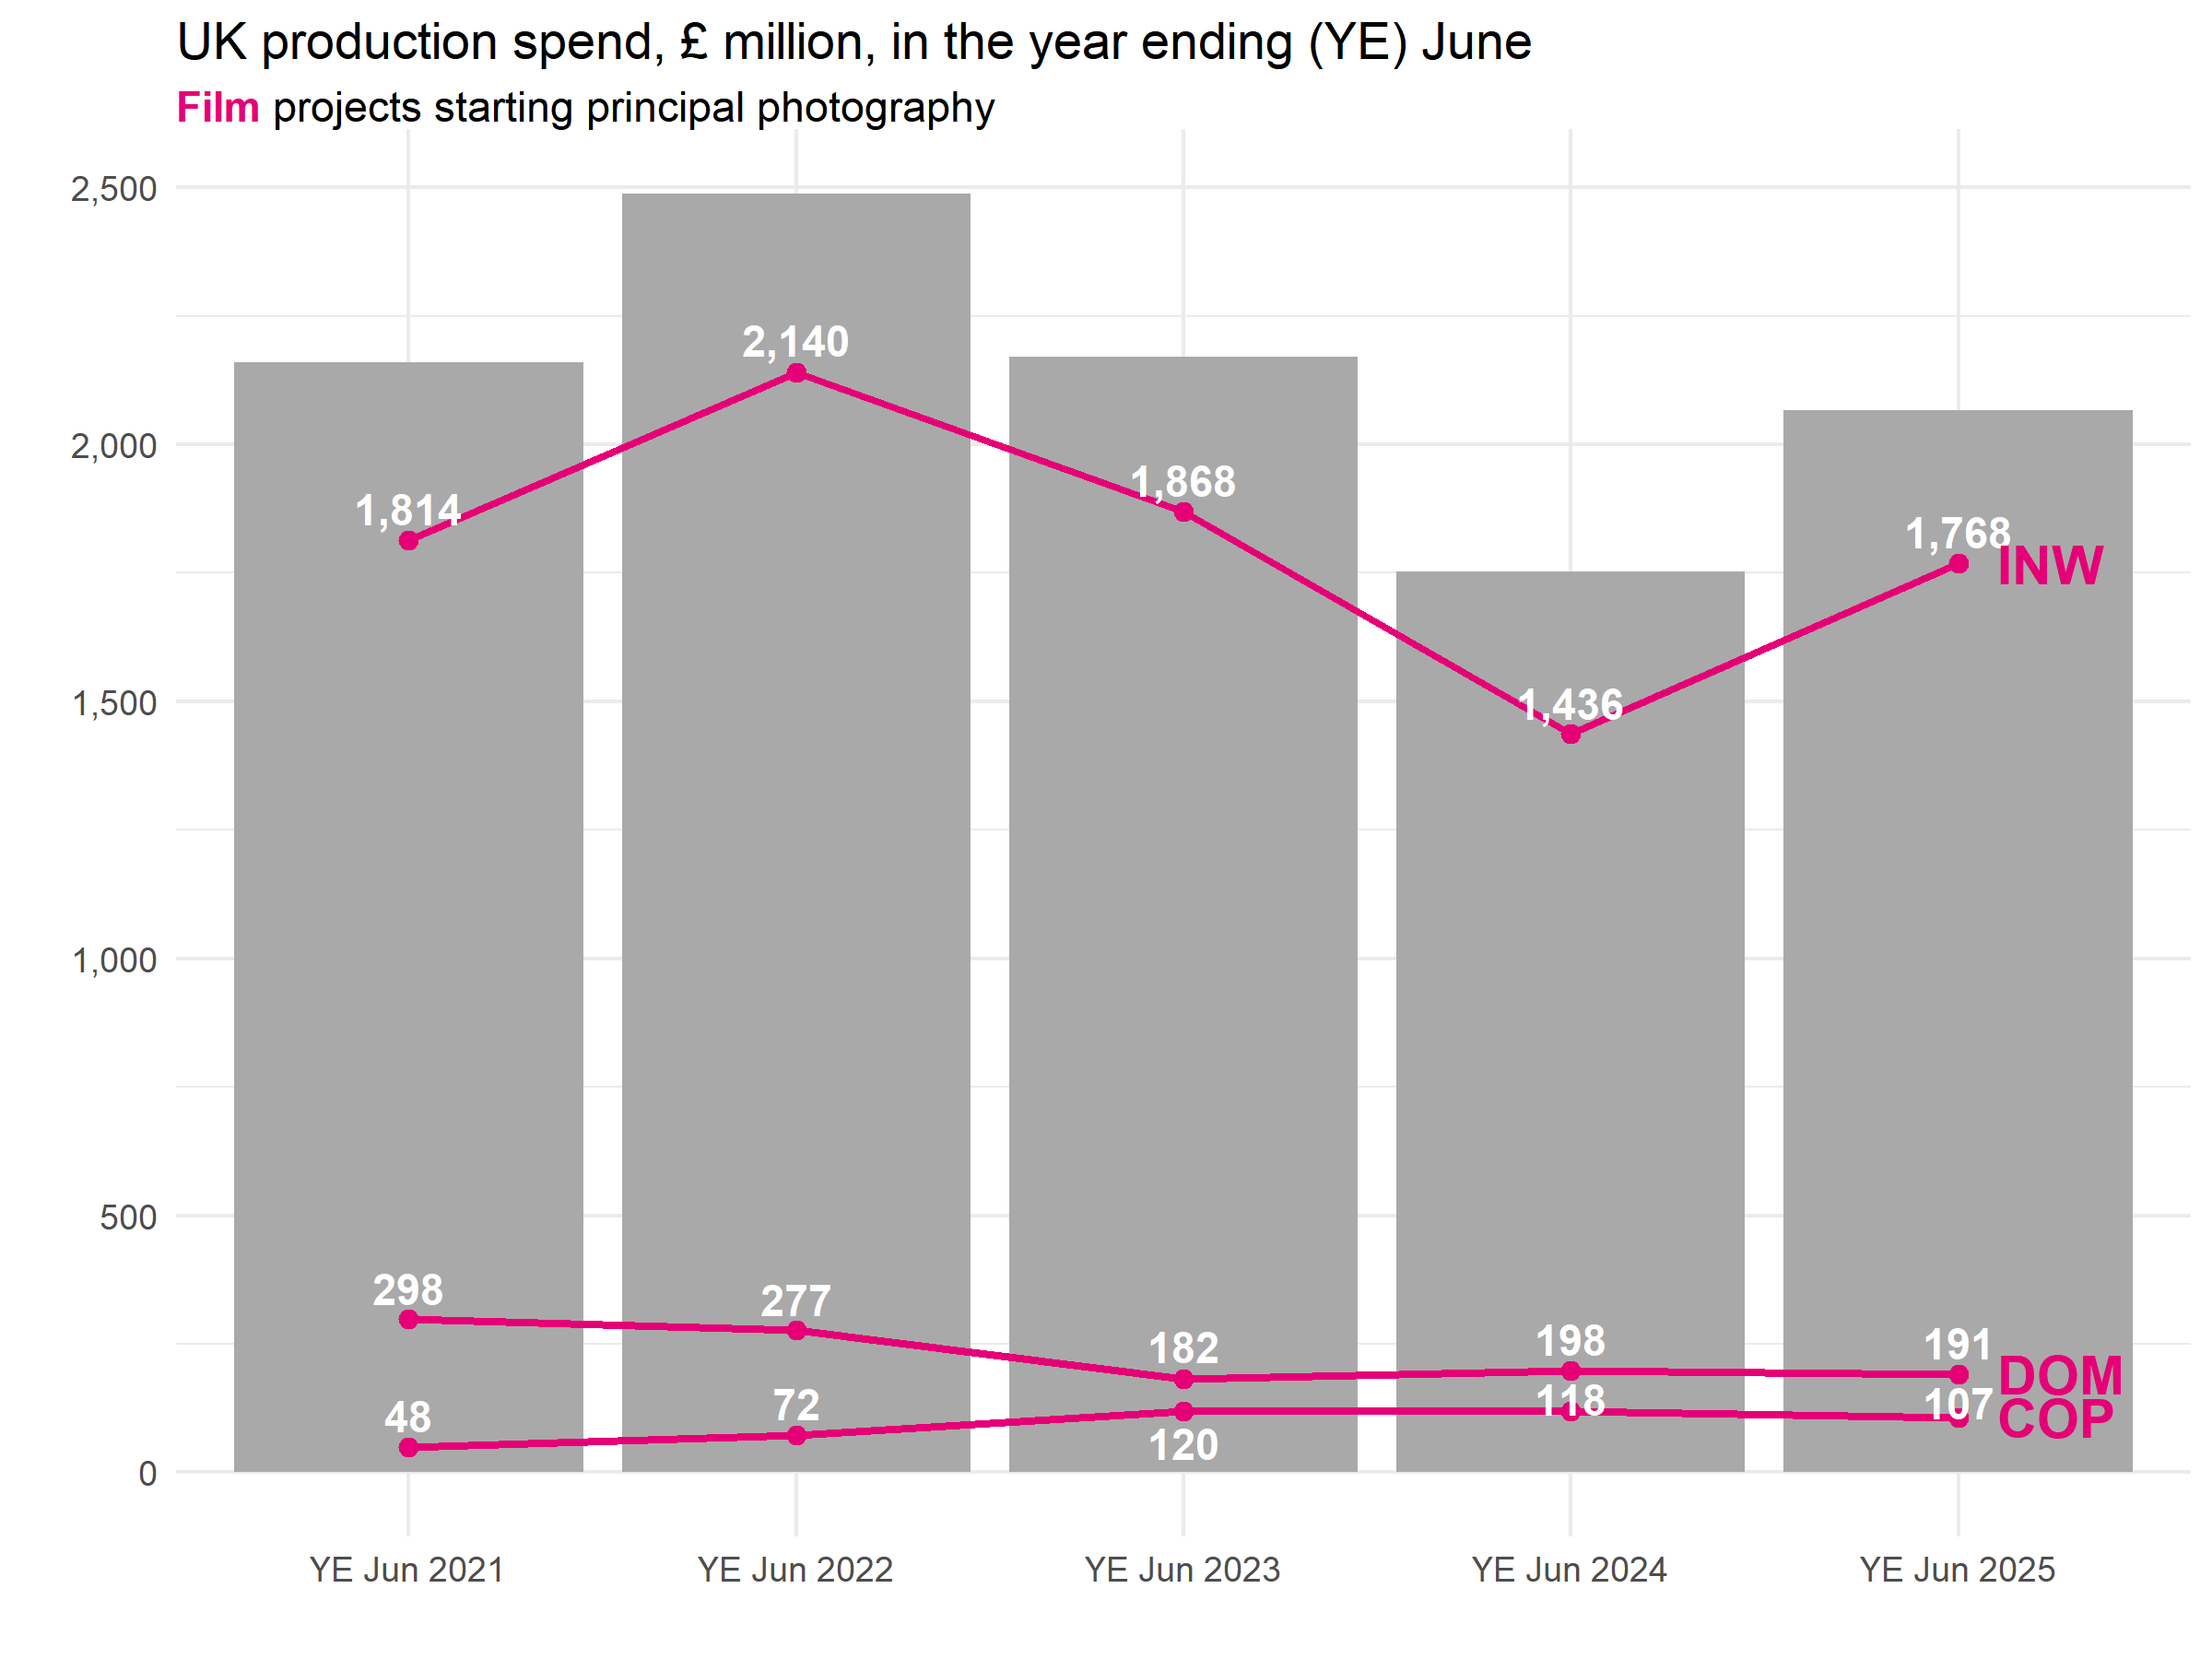 UK production spend, £ million, in the year ending (YE) June
Film projects starting principal photography
2,500
2,000
1,500
1,000
500
0
1,814
2,140
1,868
1,436
1,768
INW
298
277
182
198
191
DOM
48
72
120
118
107
COP
YE Jun 2021
YE Jun 2022
YE Jun 2023
YE Jun 2024
YE Jun 2025